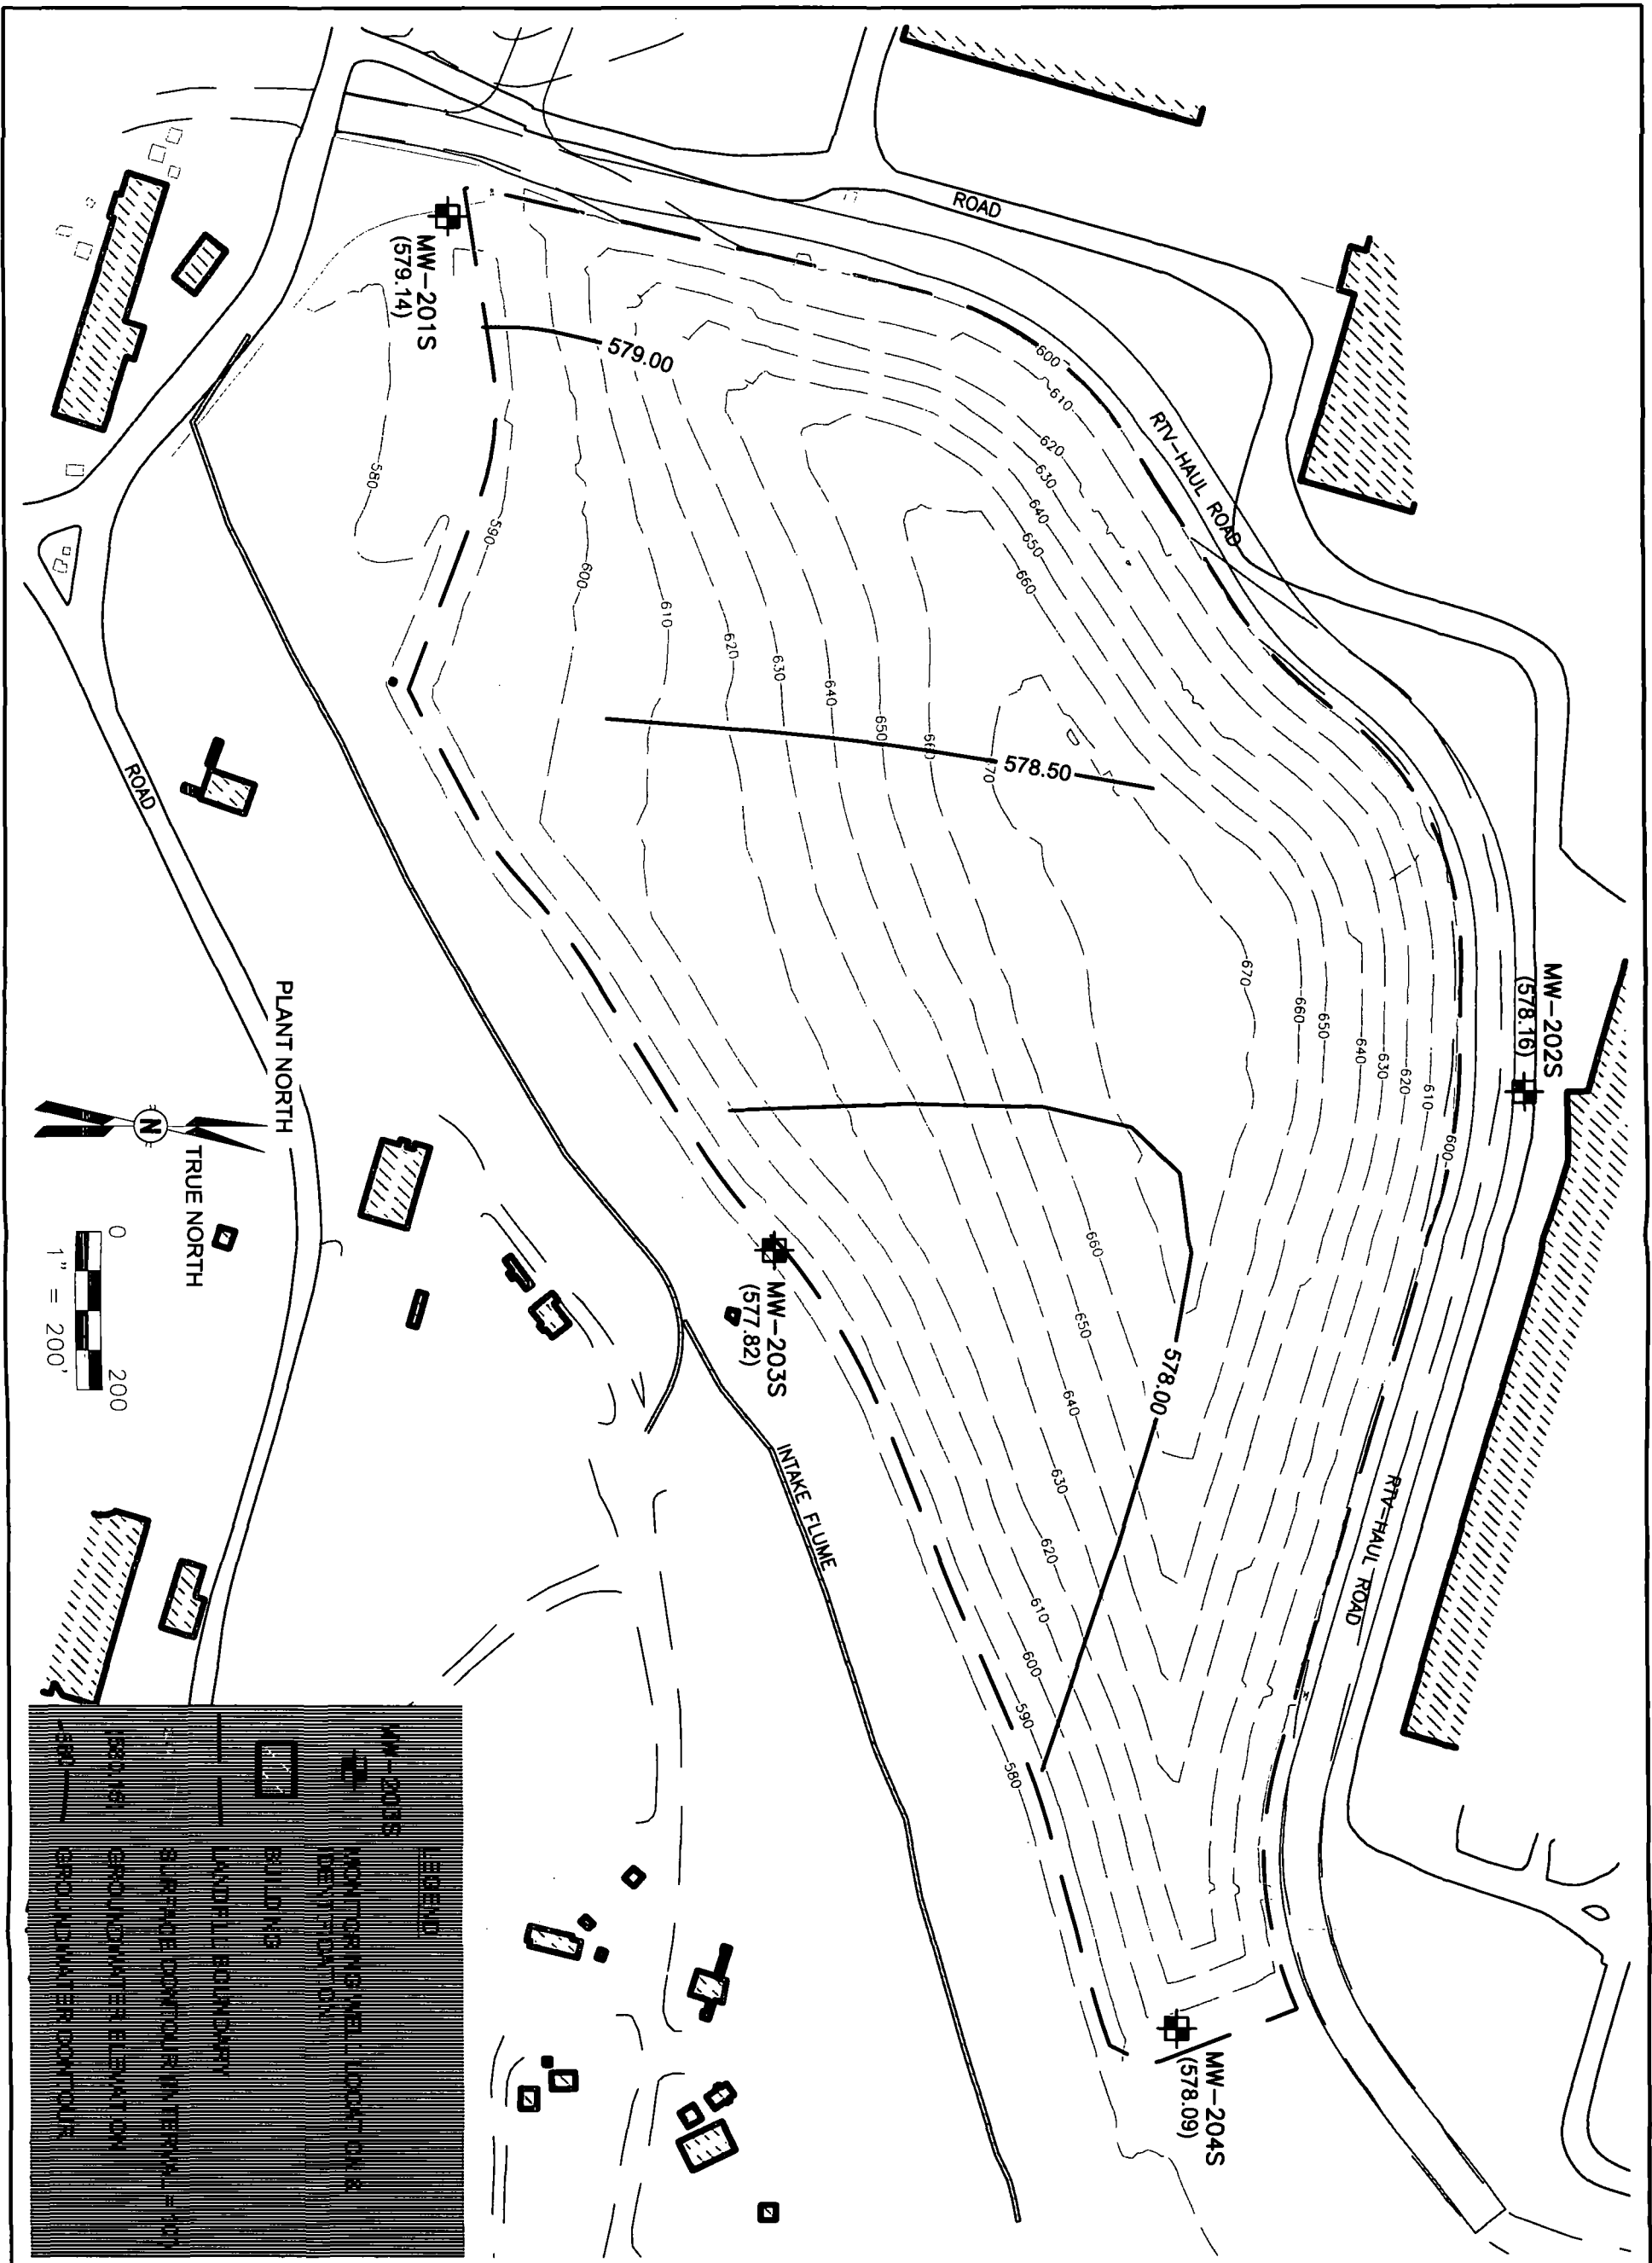 ROAD
MW-201S
(579.14)
579.00
600
610
620
630
640
650
660
RTV-HAUL ROAD
580
590
600
610
620
630
640
650
660
670
578.50
ROAD
MW-202S
(578.16)
670
660
650
640
630
620
610
600
PLANT NORTH
N
TRUE NORTH
0 200
1" = 200'
MW-203S
(577.82)
INTAKE FLUME
660
650
640
630
620
610
600
590
580
578.00
RTV-HAUL ROAD
MW-204S
(578.09)
LEGEND
MW-203S
MONITORING WELL LOCATION &
IDENTIFICATION
BUILDING
LANDFILL BOUNDARY
SURFACE CONTOUR INTERVAL = 10'
GROUNDWATER ELEVATION
GROUNDWATER CONTOUR